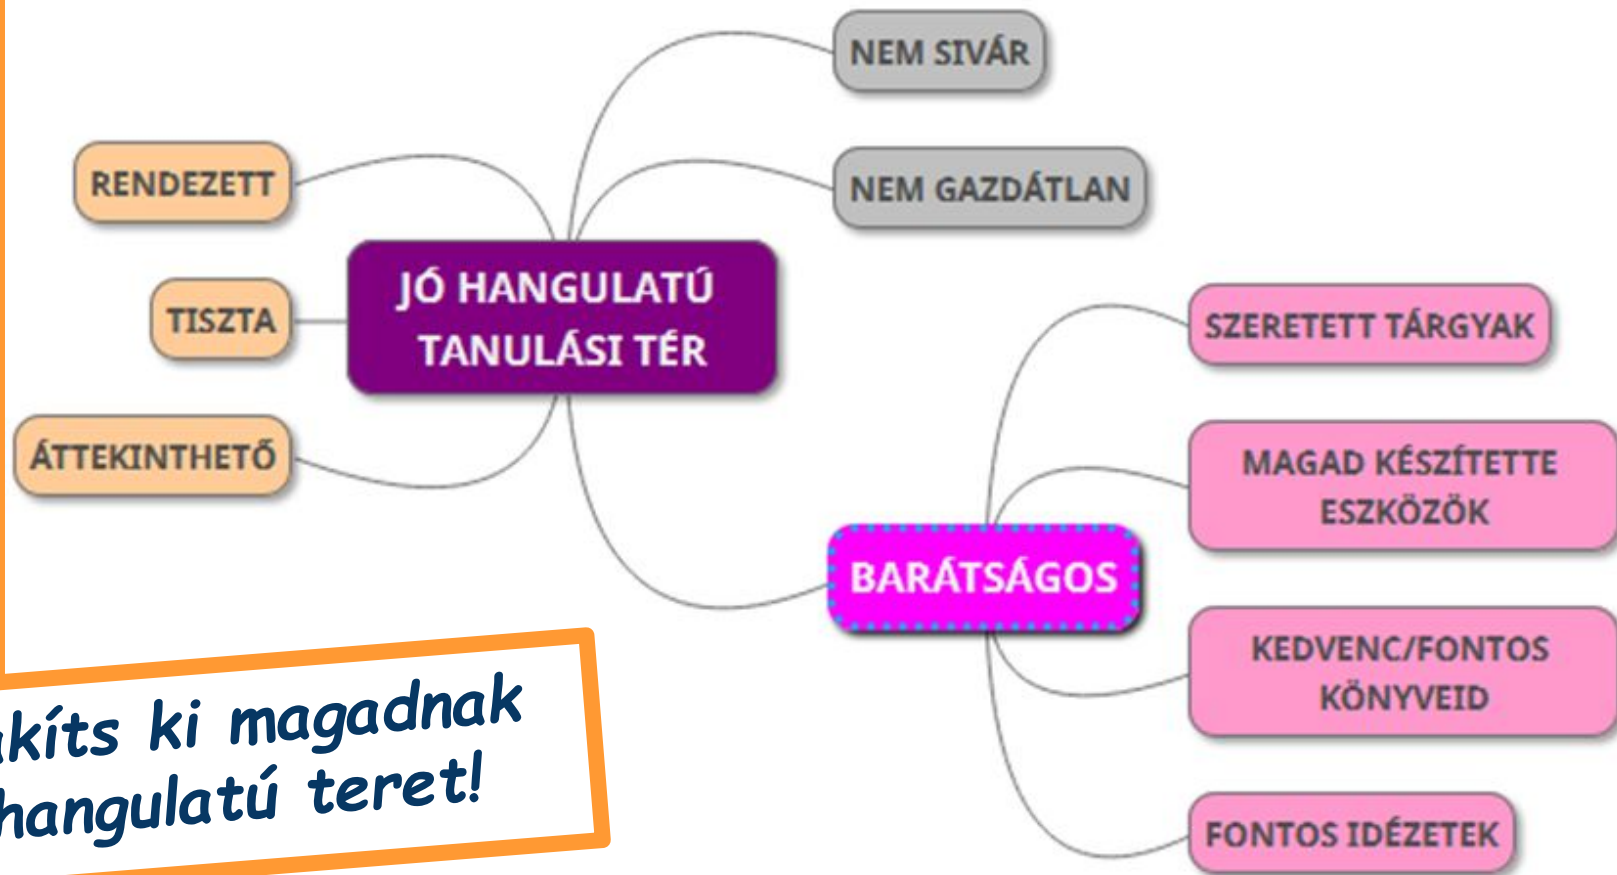 NEM SIVÁR
NEM GAZDÁTLAN
RENDEZETT
TISZTA
ÁTTEKINTHETŐ
JÓ HANGULATÚ
TANULÁSI TÉR
SZERETETT TÁRGYAK
MAGAD KÉSZÍTETTE
ESZKÖZÖK
BARÁTSÁGOS
KEDVENC/FONTOS
KÖNYVEID
FONTOS IDÉZETEK
ki magadnak
hangulatú teret!